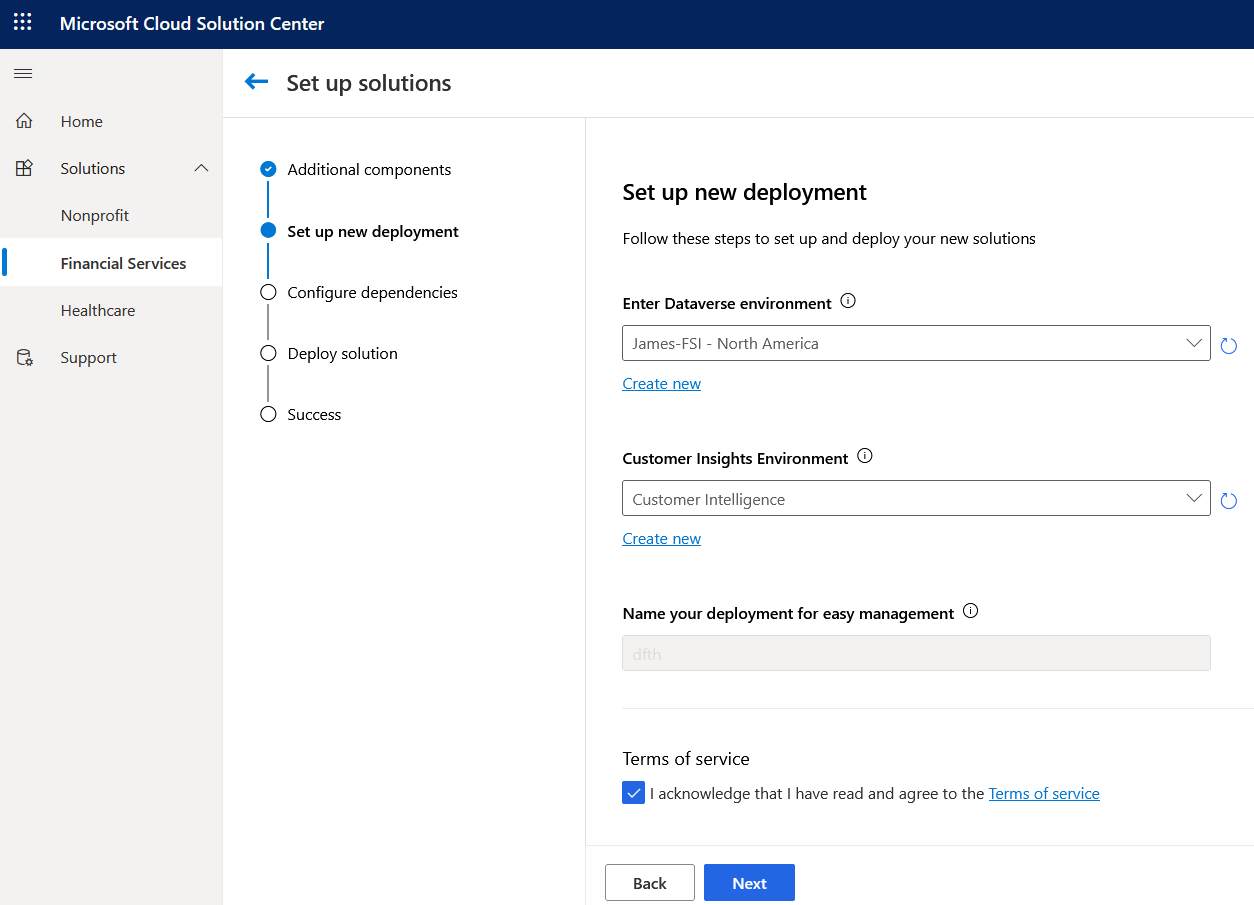 Microsoft Cloud Solution Center
Home
Solutions
Nonprofit
Financial Services
Healthcare
Support
Set up solutions
Additional components
Set up new deployment
Configure dependencies
Deploy solution
Success
Set up new deployment
Follow these steps to set up and deploy your new solutions
Enter Dataverse environment
James-FSI - North America
Create new
Customer Insights Environment
Customer Intelligence
Create new
Name your deployment for easy management
dfth
Terms of service
I acknowledge that I have read and agree to the Terms of service
Back
Next